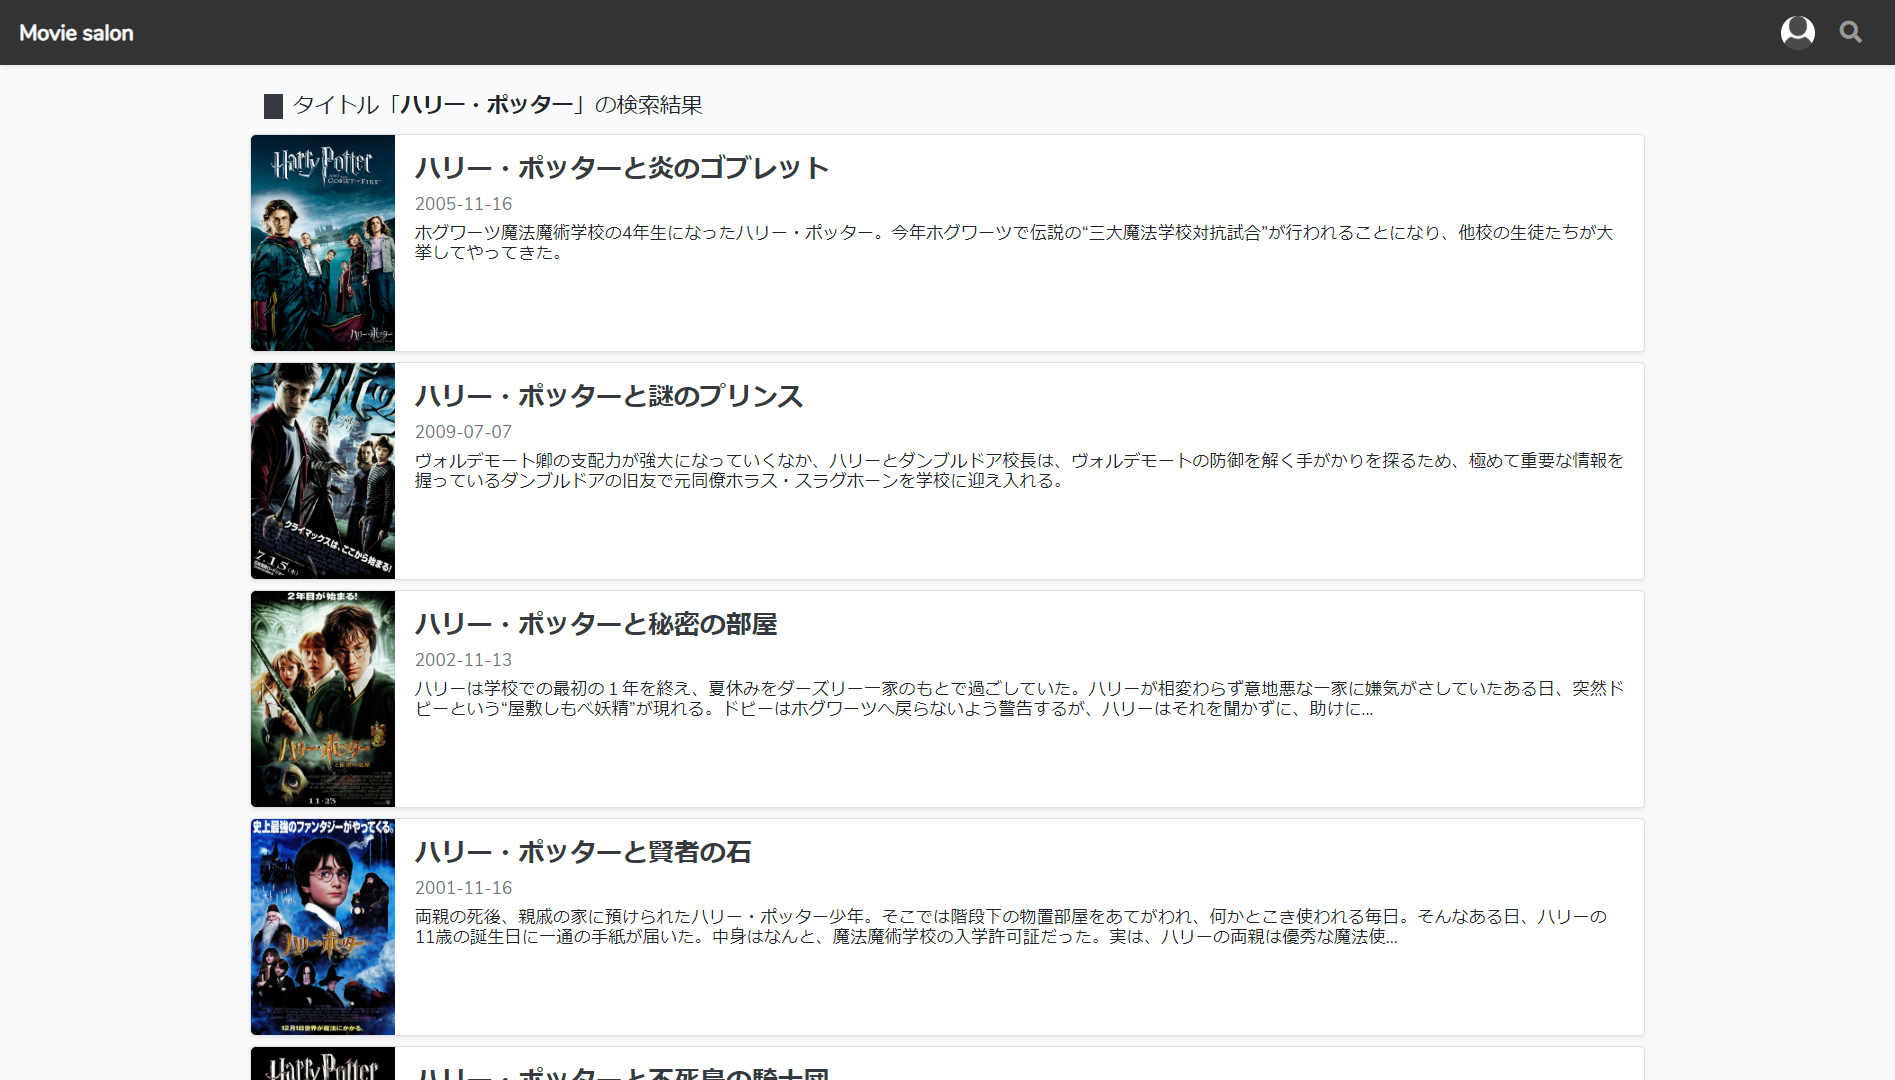 Movie salon
タイトル「ハリー・ポッター」の検索結果
Harry Potter
AND THE GOBLET OF FIRE
ハリー・ポッター
ハリー・ポッターと炎のゴブレット
2005-11-16
ホグワーツ魔法魔術学校の4年生になったハリー・ポッター。今年ホグワーツで伝説の“三大魔法学校対抗試合”が行われることになり、他校の生徒たちが大
挙してやってきた。
クライマックスは、ここから始まる!
7.15(水)
ハリー・ポッターと謎のプリンス
2009-07-07
ヴォルデモート卿の支配力が強大になっていくなか、ハリーとダンブルドア校長は、ヴォルデモートの防御を解く手がかりを探るため、極めて重要な情報を
握っているダンブルドアの旧友で元同僚ホラス・スラグホーンを学校に迎え入れる。
2年目が始まる!
ハリー・ポッター
と秘密の部屋
11・23
ハリー・ポッターと秘密の部屋
2002-11-13
ハリーは学校での最初の１年を終え、夏休みをダーズリー一家のもとで過ごしていた。ハリーが相変わらず意地悪な一家に嫌気がさしていたある日、突然ド
ビーという“屋敷しもべ妖精”が現れる。ドビーはホグワーツへ戻らないよう警告するが、ハリーはそれを聞かずに、助けに...
史上最強のファンタジーがやってくる。
ハリー・ポッター
12月1日世界が魔法にかかる。
ハリー・ポッターと賢者の石
2001-11-16
両親の死後、親戚の家に預けられたハリー・ポッター少年。そこでは階段下の物置部屋をあてがわれ、何かとこき使われる毎日。そんなある日、ハリーの
11歳の誕生日に一通の手紙が届いた。中身はなんと、魔法魔術学校の入学許可証だった。実は、ハリーの両親は優秀な魔法使...
Harry Potter
ハリー・ポッターと不死鳥の騎士団